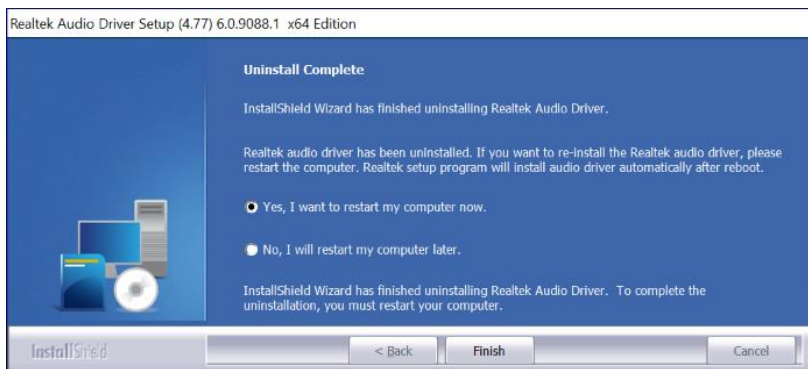 Realtek Audio Driver Setup (4.77) 6.0.9088.1 x64 Edition
Uninstall Complete
InstallShield Wizard has finished uninstalling Realtek Audio Driver.
Realtek audio driver has been uninstalled. If you want to re-install the Realtek audio driver, please
restart the computer. Realtek setup program will install audio driver automatically after reboot.
Yes, I want to restart my computer now.
No, I will restart my computer later.
InstallShield Wizard has finished uninstalling Realtek Audio Driver. To complete the
uninstallation, you must restart your computer.
InstallShield
< Back
Finish
Cancel